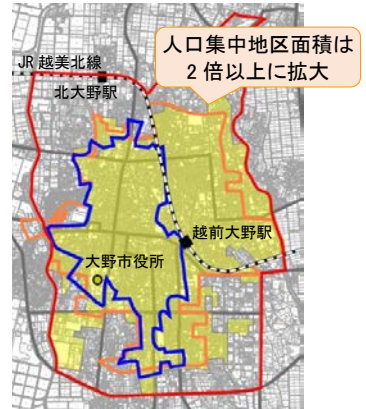 人口集中地区面積は
2 倍以上に拡大
JR 越美北線
北大野駅
越前大野駅
大野市役所